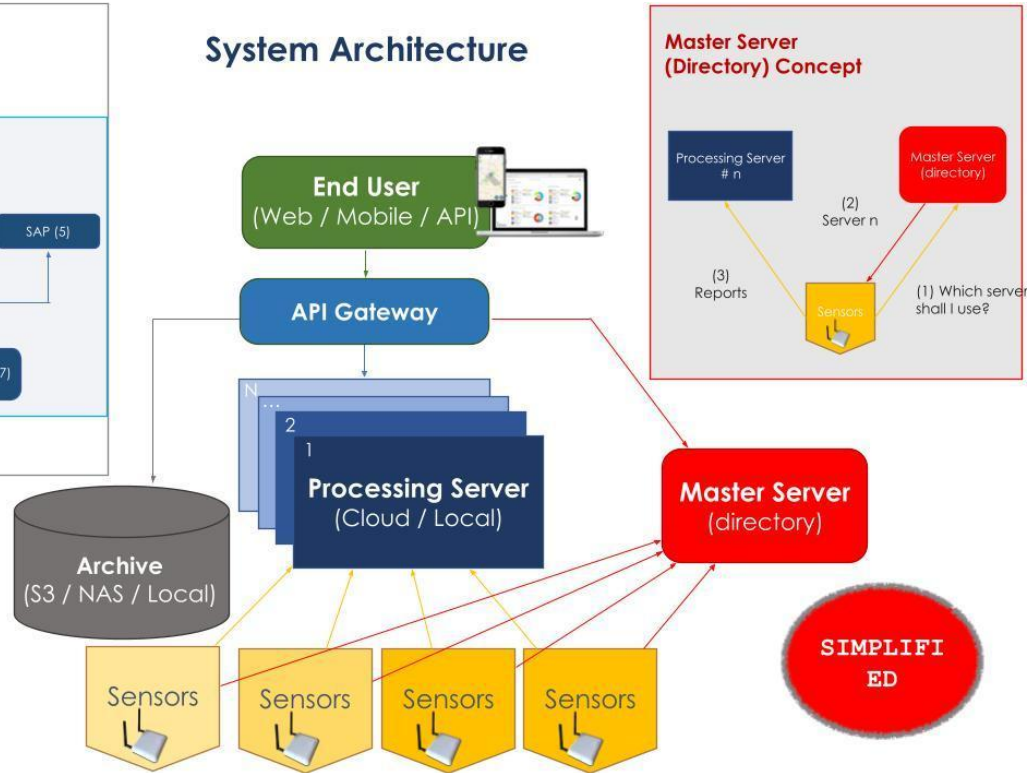 System Architecture
SAP (5)
7)
End User
(Web / Mobile / API)
API Gateway
N
...
2
1
Processing Server
(Cloud / Local)
Archive
(S3 / NAS / Local)
Master Server
(directory)
Sensors
Sensors
Sensors
Sensors
SIMPLIFI
ED
Master Server
(Directory) Concept
Processing Server
# n
Master Server
(directory)
(2)
Server n
(3)
Reports
Sensors
(1) Which server
shall I use?